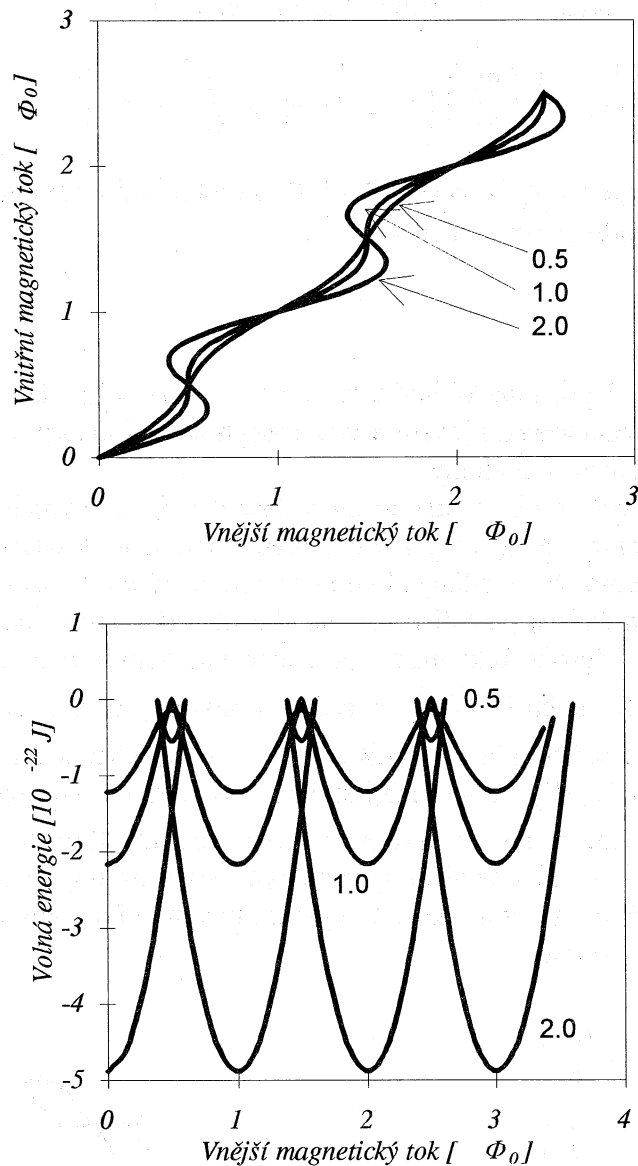 3
2
1
0
Vnitřní magnetický tok [ Φ0]
0.5
1.0
2.0
0 1 2 3
Vnější magnetický tok [ Φ0]
1
0
-1
-2
-3
-4
-5
Volná energie [10 -22 J]
0.5
1.0
2.0
0 1 2 3 4
Vnější magnetický tok [ Φ0]